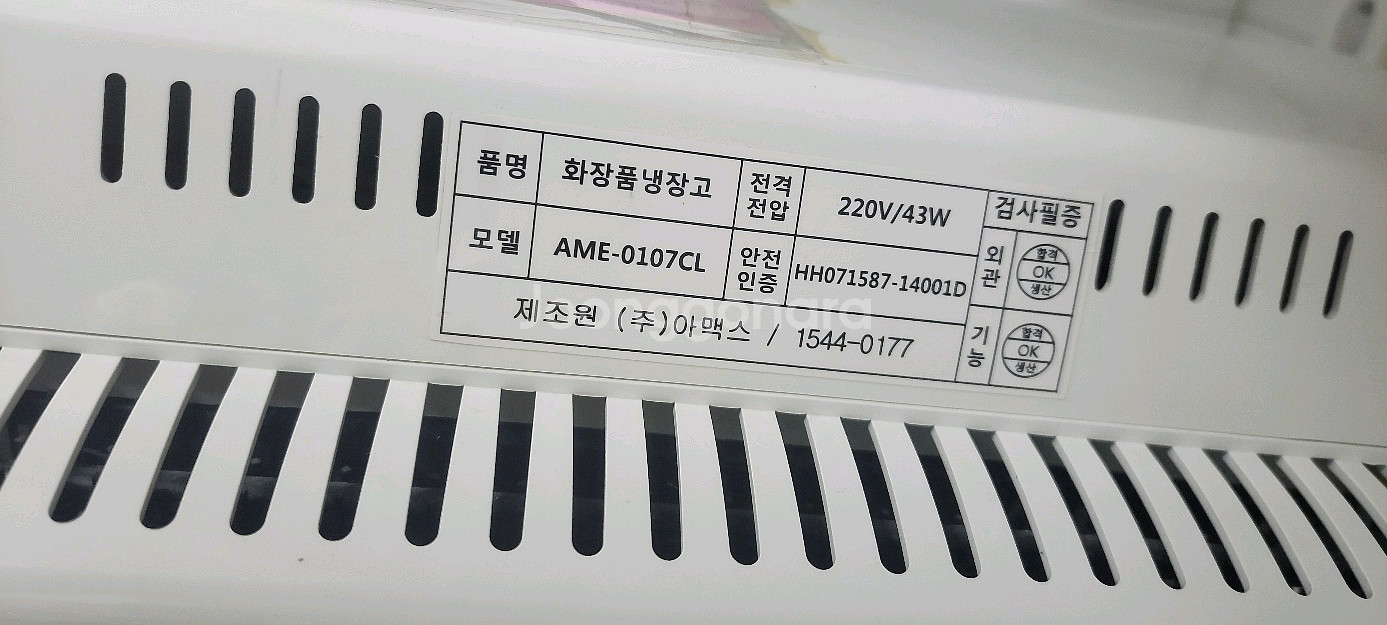 품명 화장품냉장고 전격전압 220V/43W 검사필증
모델 AME-0107CL 안전인증 HH071587-14001D 외관 합격 OK 생산
제조원 (주)아맥스 / 1544-0177 기능 합격 OK 생산
Joonggonara